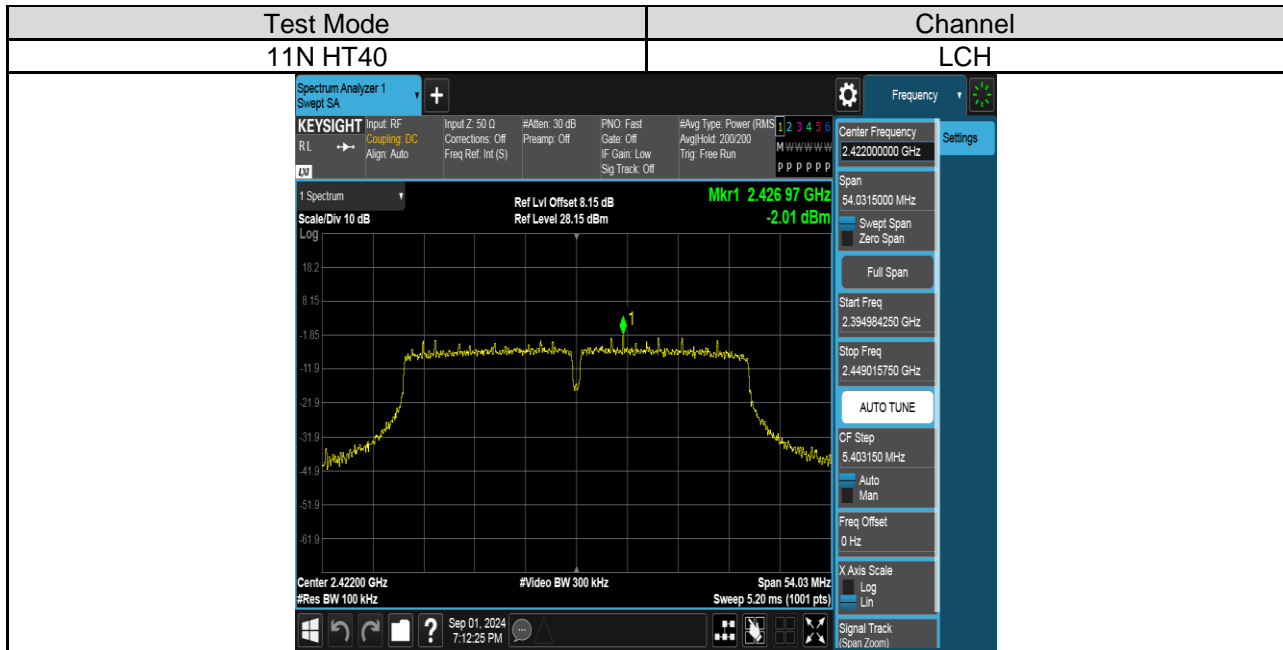 Test Mode Channel
11N HT40 LCH
Spectrum Analyzer 1
Swept SA
+
Frequency
KEYSIGHT Input: RF Input Z: 50 Ω #Atten: 30 dB PNO: Fast #Avg Type: Power (RMS 1 2 3 4 5 6
RL Coupling: DC Corrections: Off Preamp: Off Gate: Off Avg|Hold: 200/200 M W W W W W
Align: Auto Freq Ref: Int (S) IF Gain: Low Trig: Free Run
LXI Sig Track: Off P P P P P P
1 Spectrum Ref Lvl Offset 8.15 dB Mkr1 2.426 97 GHz
Scale/Div 10 dB Ref Level 28.15 dBm -2.01 dBm
Log
18.2
8.15
1
-1.85
-11.9
-21.9
-31.9
-41.9
-51.9
-61.9
Center 2.42200 GHz #Video BW 300 kHz Span 54.03 MHz
#Res BW 100 kHz Sweep 5.20 ms (1001 pts)
Sep 01, 2024
7:12:25 PM
?
Center Frequency
2.422000000 GHz
Settings
Span
54.0315000 MHz
Swept Span
Zero Span
Full Span
Start Freq
2.394984250 GHz
Stop Freq
2.449015750 GHz
AUTO TUNE
CF Step
5.403150 MHz
Auto
Man
Freq Offset
0 Hz
X Axis Scale
Log
Lin
Signal Track
(Span Zoom)